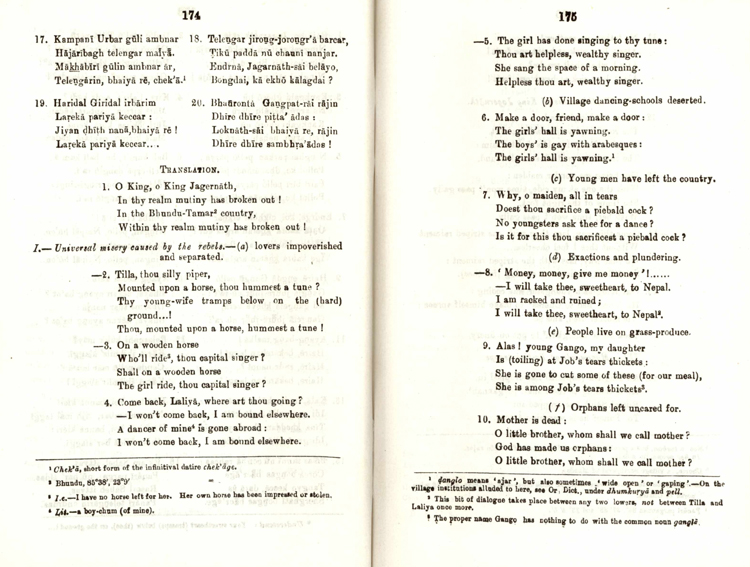 174
17. Kampanī Urbar gūli ambnar
Hājāribagh telengar maīyā.
Mākhābīrī gūlin ambnar ār,
Telengārin, bhaiyā rē, chek'ā.¹
18. Telengar jirong-jorongr'ā barcar,
Tikū paddā nū chaunī nanjar.
Endrnā, Jagarnāth-sāi belāyo,
Bongdai, kā ekhō kālagdai ?
19. Haridal Giridal irbārim
Laṛekā pariyā keccar :
Jiyan dhīth nanā, bhaiyā rē !
Laṛekā pariyā keccar....
20. Bhaūrontā Gangpat-rāi rājin
Dhīre dhīre piṭṭa' ādas :
Loknāth-sāi bhaiyā re, rājin
Dhīre dhīre sambhṛa'ādas !
TRANSLATION.
1. O King, o King Jagernāth,
In thy realm mutiny has broken out !
In the Bhundu-Tamar² country,
Within thy realm mutiny has broken out !
I.— Universal misery caused by the rebels.—(a) lovers impoverished
and separated.
—2. Tilla, thou silly piper,
Mounted upon a horse, thou hummest a tune ?
Thy young-wife tramps below on the (hard)
ground...!
Thou, mounted upon a horse, hummest a tune !
—3. On a wooden horse
Who'll ride³, thou capital singer ?
Shall on a wooden horse
The girl ride, thou capital singer ?
4. Come back, Laliyā, where art thou going ?
—I won't come back, I am bound elsewhere.
A dancer of mine⁴ is gone abroad :
I won't come back, I am bound elsewhere.
¹ Chek'ā, short form of the infinitival dative chek'āge.
² Bhundu, 85°38', 23°9'
³ I.e.—I have no horse left for her. Her own horse has been impressed or stolen.
⁴ Lit.—a boy-chum (of mine).
175
—5. The girl has done singing to thy tune :
Thou art helpless, wealthy singer.
She sang the space of a morning.
Helpless thou art, wealthy singer.
(b) Village dancing-schools deserted.
6. Make a door, friend, make a door :
The girls' hall is yawning.
The boys' is gay with arabesques :
The girls' hall is yawning.¹
(c) Young men have left the country.
7. Why, o maiden, all in tears
Doest thou sacrifice a piebald cock ?
No youngsters ask thee for a dance ?
Is it for this thou sacrificest a piebald cock ?
(d) Exactions and plundering.
—8. ' Money, money, give me money '!......
—I will take thee, sweetheart, to Nepal.
I am racked and ruined ;
I will take thee, sweetheart, to Nepal².
(e) People live on grass-produce.
9. Alas ! young Gango, my daughter
Is (toiling) at Job's tears thickets :
She is gone to cut some of these (for our meal),
She is among Job's tears thickets³.
(f) Orphans left uncared for.
10. Mother is dead :
O little brother, whom shall we call mother ?
God has made us orphans :
O little brother, whom shall we call mother ?
¹ ḍanglo means 'ajar', but also sometimes 'wide open' or 'gaping'.—On the
village institutions alluded to here, see Or. Dict., under dhumkuryā and pell.
² This bit of dialogue takes place between any two lowers, not between Tilla and
Laliya once more.
³ The proper name Gango has nothing to do with the common noun ganglē.